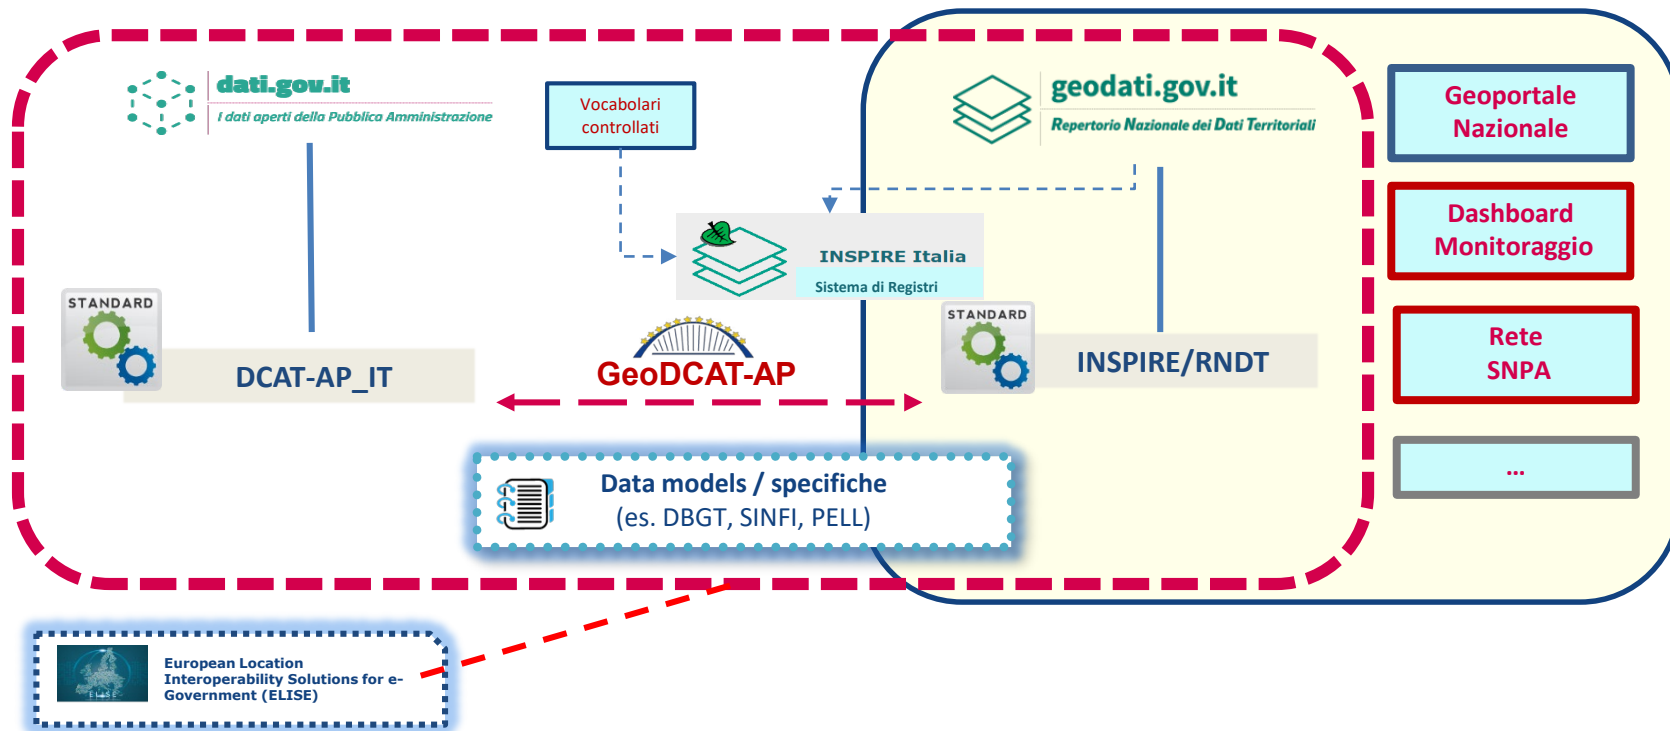 dati.gov.it
I dati aperti della Pubblica Amministrazione
Vocabolari
controllati
geodati.gov.it
Repertorio Nazionale dei Dati Territoriali
Geoportale
Nazionale
Dashboard
Monitoraggio
INSPIRE Italia
Sistema di Registri
STANDARD
DCAT-AP_IT
GeoDCAT-AP
STANDARD
INSPIRE/RNDT
Rete
SNPA
Data models / specifiche
(es. DBGT, SINFI, PELL)
...
ELISE
European Location
Interoperability Solutions for e-
Government (ELISE)